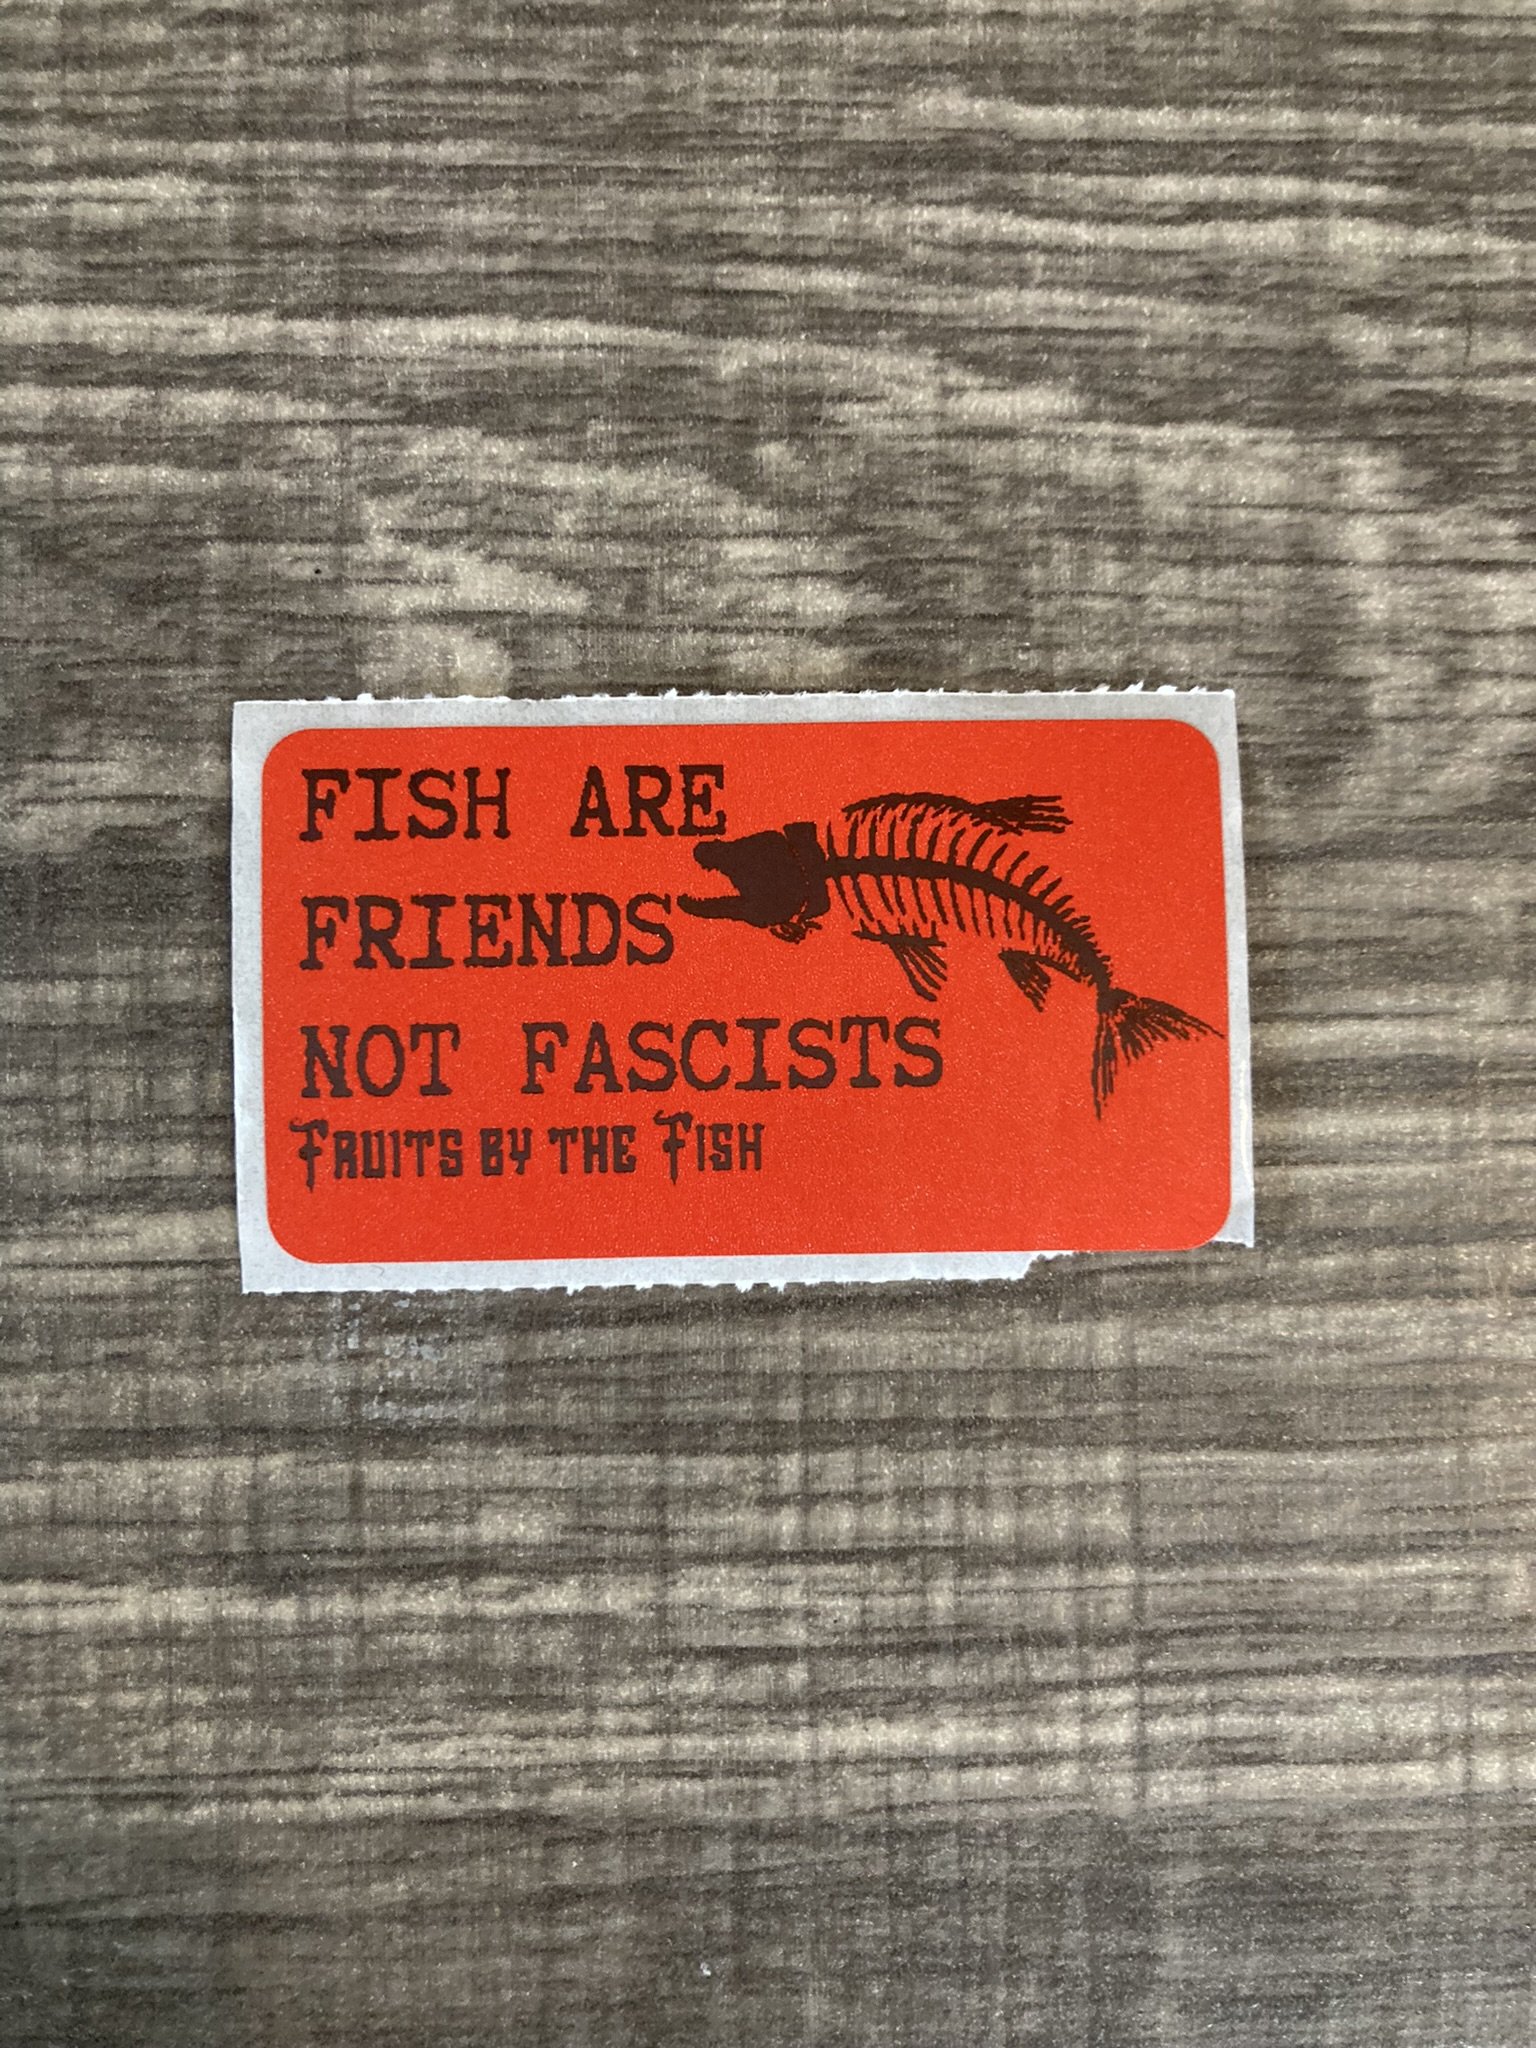 FISH ARE
FRIENDS
NOT FASCISTS
FRUITS BY THE FISH